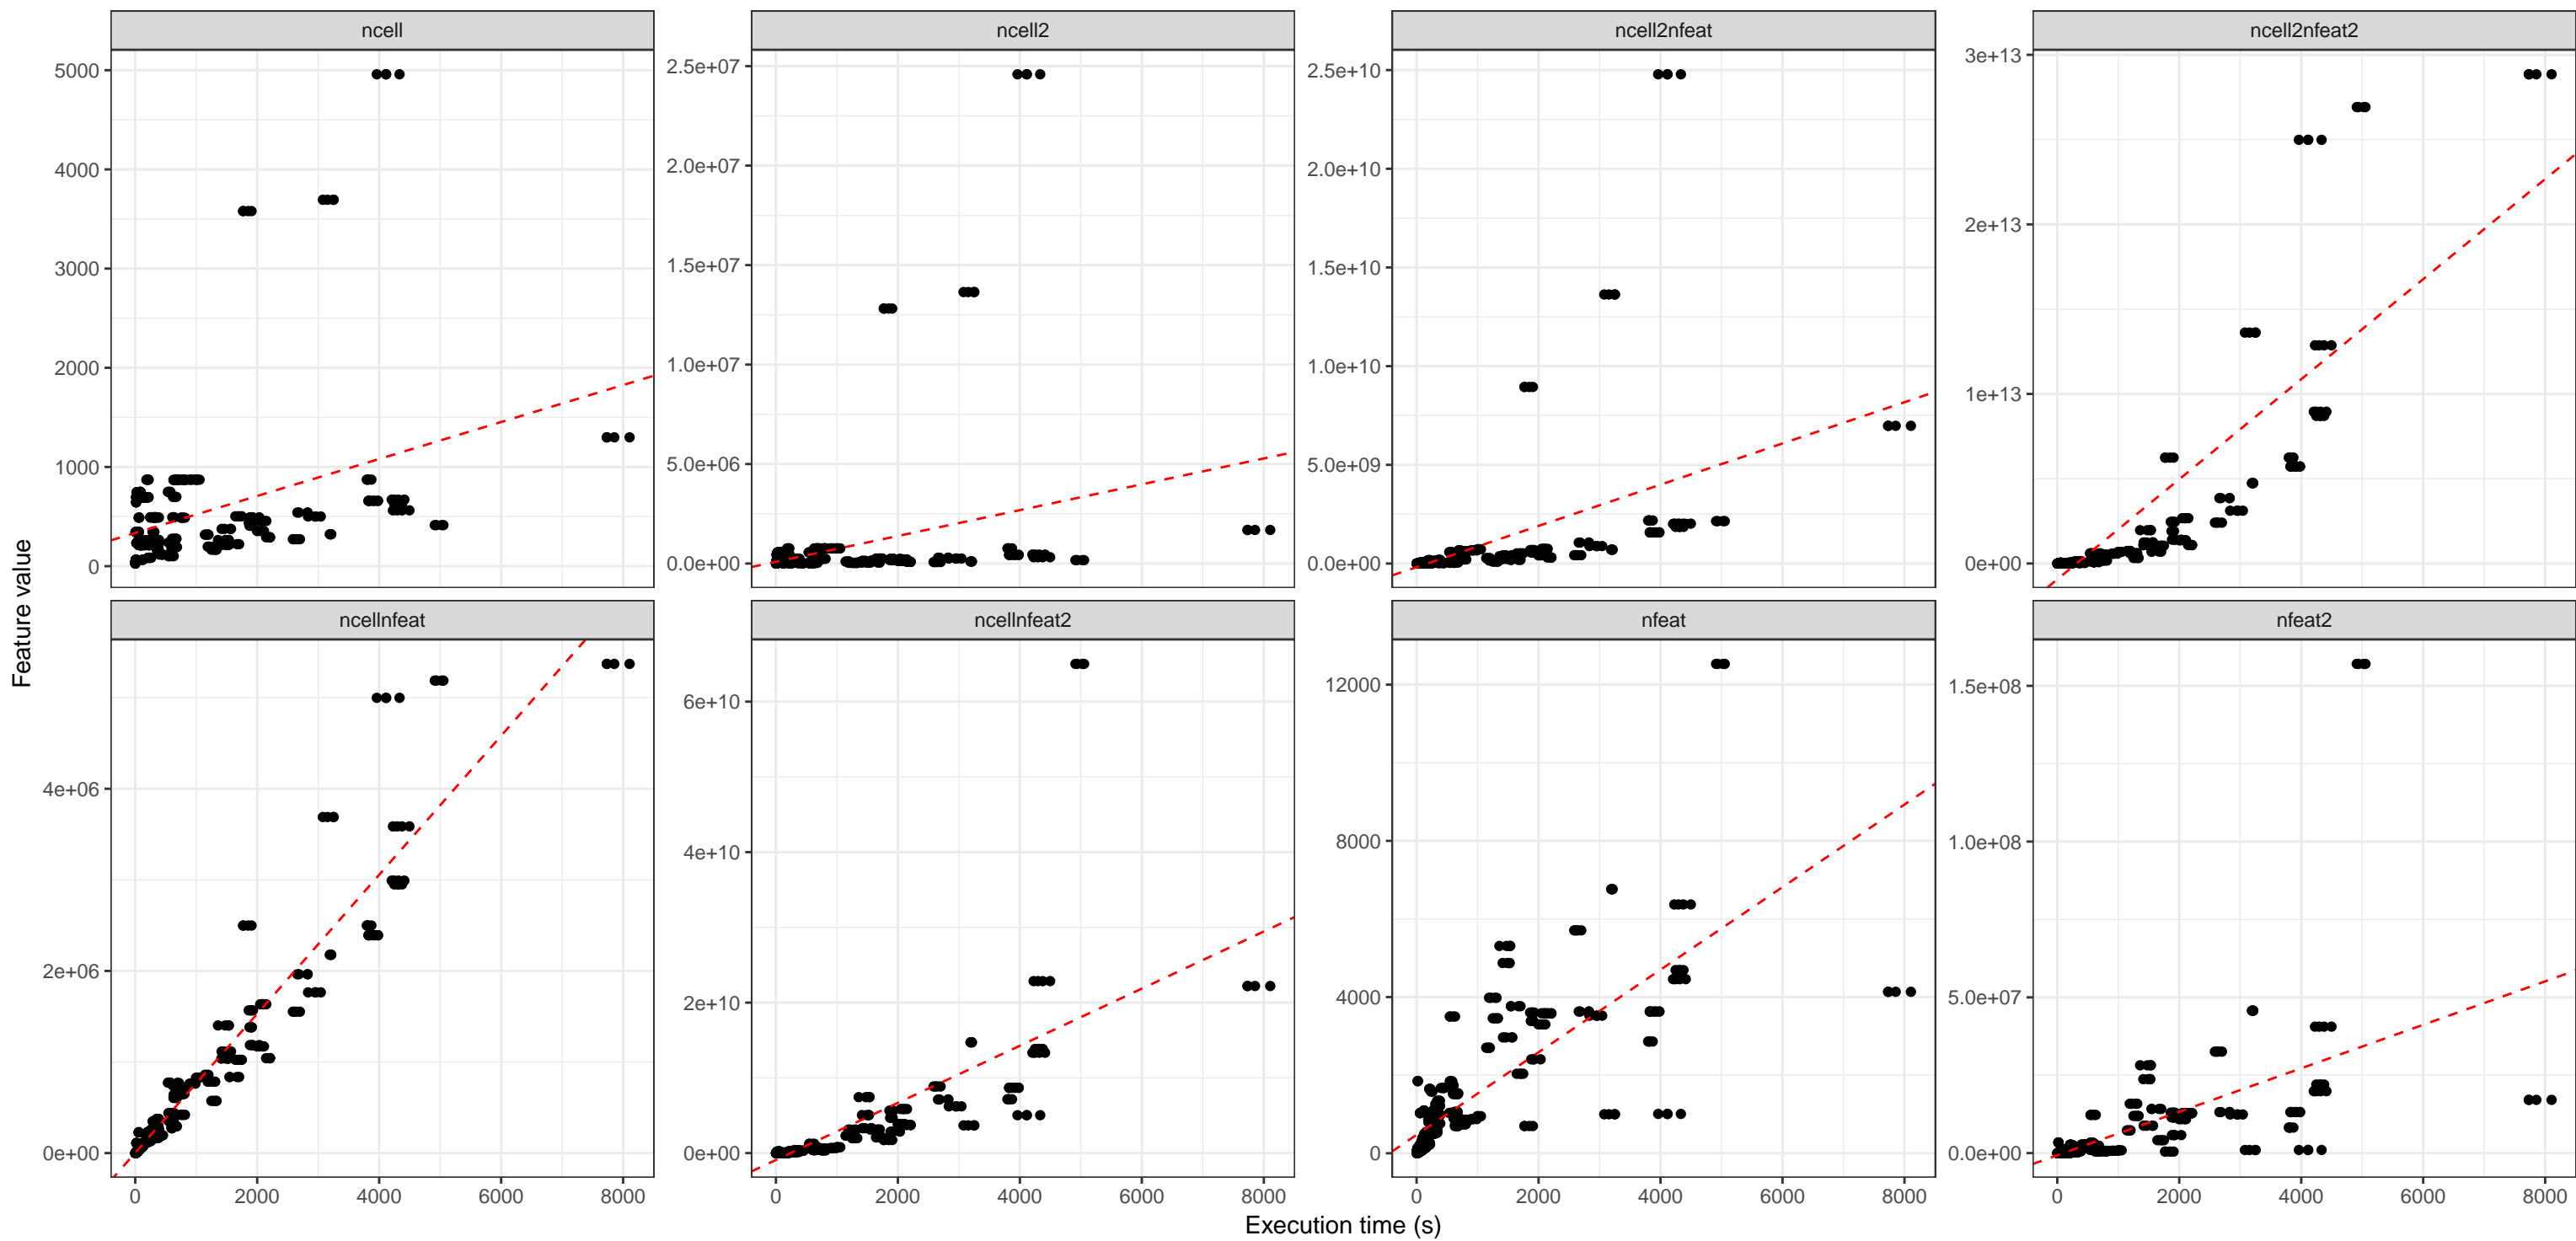 ncell
ncell2
ncell2nfeat
ncell2nfeat2
5000
4000
3000
2000
1000
0
2.5e+07
2.0e+07
1.5e+07
1.0e+07
5.0e+06
0.0e+00
2.5e+10
2.0e+10
1.5e+10
1.0e+10
5.0e+09
0.0e+00
3e+13
2e+13
1e+13
0e+00
Feature value
ncellnfeat
ncellnfeat2
nfeat
nfeat2
4e+06
2e+06
0e+00
6e+10
4e+10
2e+10
0e+00
12000
8000
4000
0
1.5e+08
1.0e+08
5.0e+07
0.0e+00
0 2000 4000 6000 8000
0 2000 4000 6000 8000
0 2000 4000 6000 8000
0 2000 4000 6000 8000
Execution time (s)